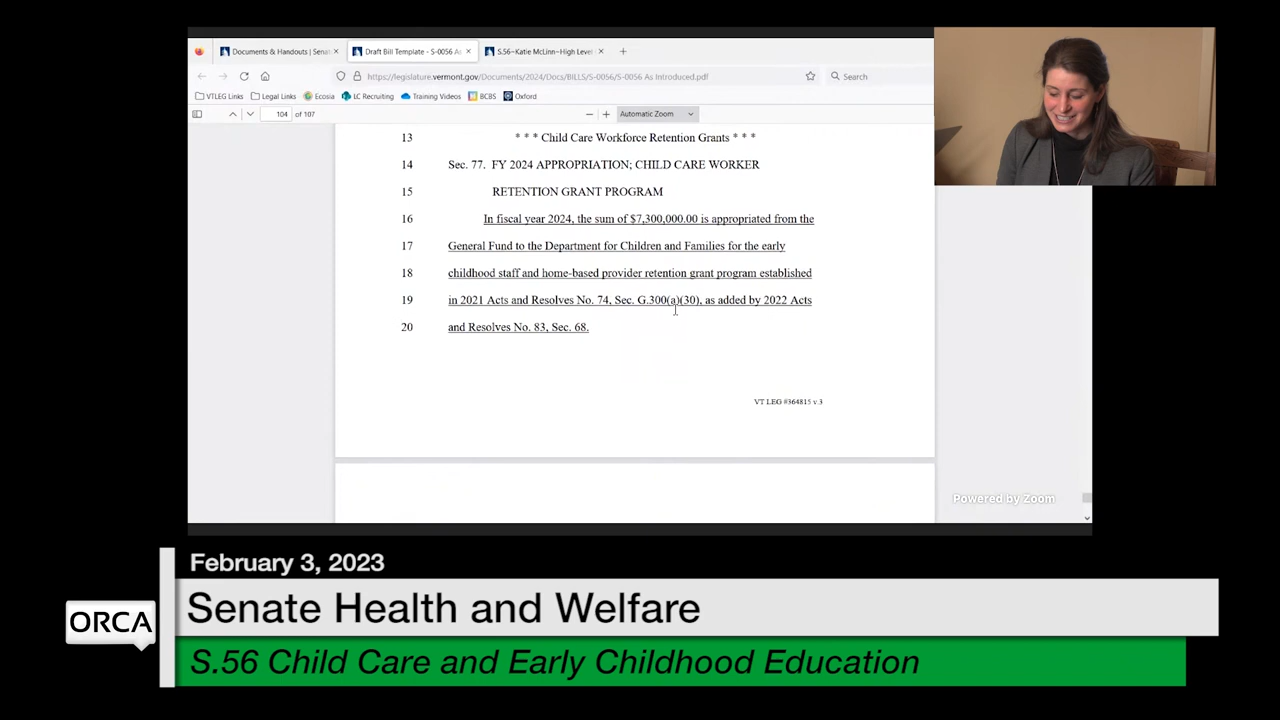 Documents & Handouts | Senat
Draft Bill Template - S-0056 As
S.56~Katie McLinn~High Level
https://legislature.vermont.gov/Documents/2024/Docs/BILLS/S-0056/S-0056 As Introduced.pdf
Search
VTLEG Links
Legal Links
Ecosia
LC Recruiting
Training Videos
BCBS
Oxford
104 of 107
Automatic Zoom
13 * * * Child Care Workforce Retention Grants * * *
14 Sec. 77. FY 2024 APPROPRIATION; CHILD CARE WORKER
15 RETENTION GRANT PROGRAM
16 In fiscal year 2024, the sum of $7,300,000.00 is appropriated from the
17 General Fund to the Department for Children and Families for the early
18 childhood staff and home-based provider retention grant program established
19 in 2021 Acts and Resolves No. 74, Sec. G.300(a)(30), as added by 2022 Acts
20 and Resolves No. 83, Sec. 68.
VT LEG #364815 v.3
Powered by Zoom
February 3, 2023
ORCA
Senate Health and Welfare
S.56 Child Care and Early Childhood Education